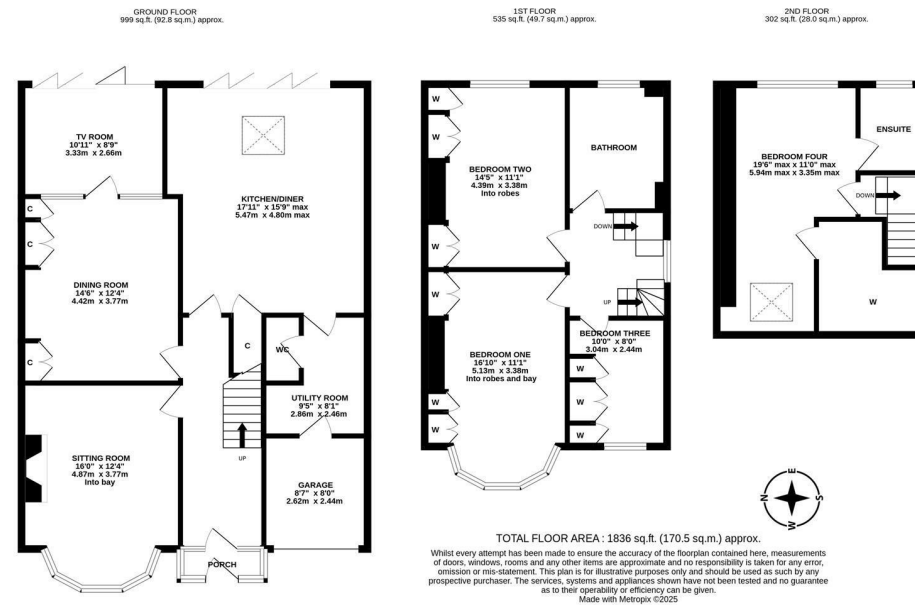 GROUND FLOOR
999 sq.ft. (92.8 sq.m.) approx.
1ST FLOOR
535 sq.ft. (49.7 sq.m.) approx.
2ND FLOOR
302 sq.ft. (28.0 sq.m.) approx.
TV ROOM
10'11" x 8'9"
3.33m x 2.66m
KITCHEN/DINER
17'11" x 15'9" max
5.47m x 4.80m max
C
C
DINING ROOM
14'6" x 12'4"
4.42m x 3.77m
C
C
WC
UTILITY ROOM
9'5" x 8'1"
2.86m x 2.46m
SITTING ROOM
16'0" x 12'4"
4.87m x 3.77m
Into bay
UP
GARAGE
8'7" x 8'0"
2.62m x 2.44m
PORCH
W
W
BEDROOM TWO
14'5" x 11'1"
4.39m x 3.38m
Into robes
W
BATHROOM
DOWN
UP
W
BEDROOM ONE
16'10" x 11'1"
5.13m x 3.38m
Into robes and bay
W
W
BEDROOM THREE
10'0" x 8'0"
3.04m x 2.44m
W
W
W
BEDROOM FOUR
19'6" max x 11'0" max
5.94m max x 3.35m max
ENSUITE
DOWN
W
N
E
S
W
TOTAL FLOOR AREA : 1836 sq.ft. (170.5 sq.m.) approx.
Whilst every attempt has been made to ensure the accuracy of the floorplan contained here, measurements
of doors, windows, rooms and any other items are approximate and no responsibility is taken for any error,
omission or mis-statement. This plan is for illustrative purposes only and should be used as such by any
prospective purchaser. The services, systems and appliances shown have not been tested and no guarantee
as to their operability or efficiency can be given.
Made with Metropix ©2025